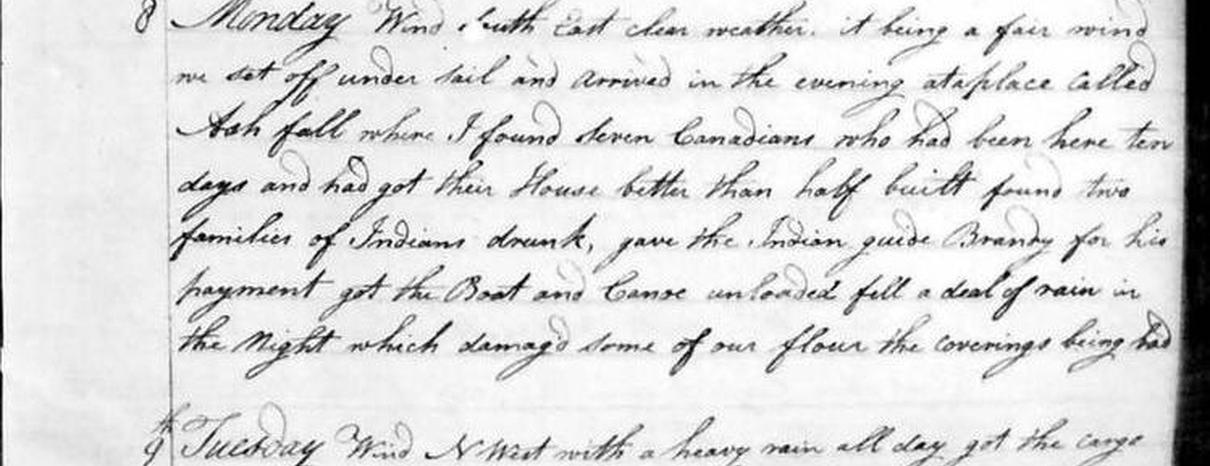 8 Monday Wind South East clear weather. it being a fair wind
we set off under sail and arrived in the evening at a place Called
Ash fall where I found seven Canadians who had been here ten
days and had got their House better than half built found two
families of Indians drunk, gave the Indian guide Brandy for his
payment got the Boat and Canoe unloaded fell a deal of rain in
the Night which damag'd some of our flour the coverings being bad
9th Tuesday Wind N West with a heavy rain all day got the cargo